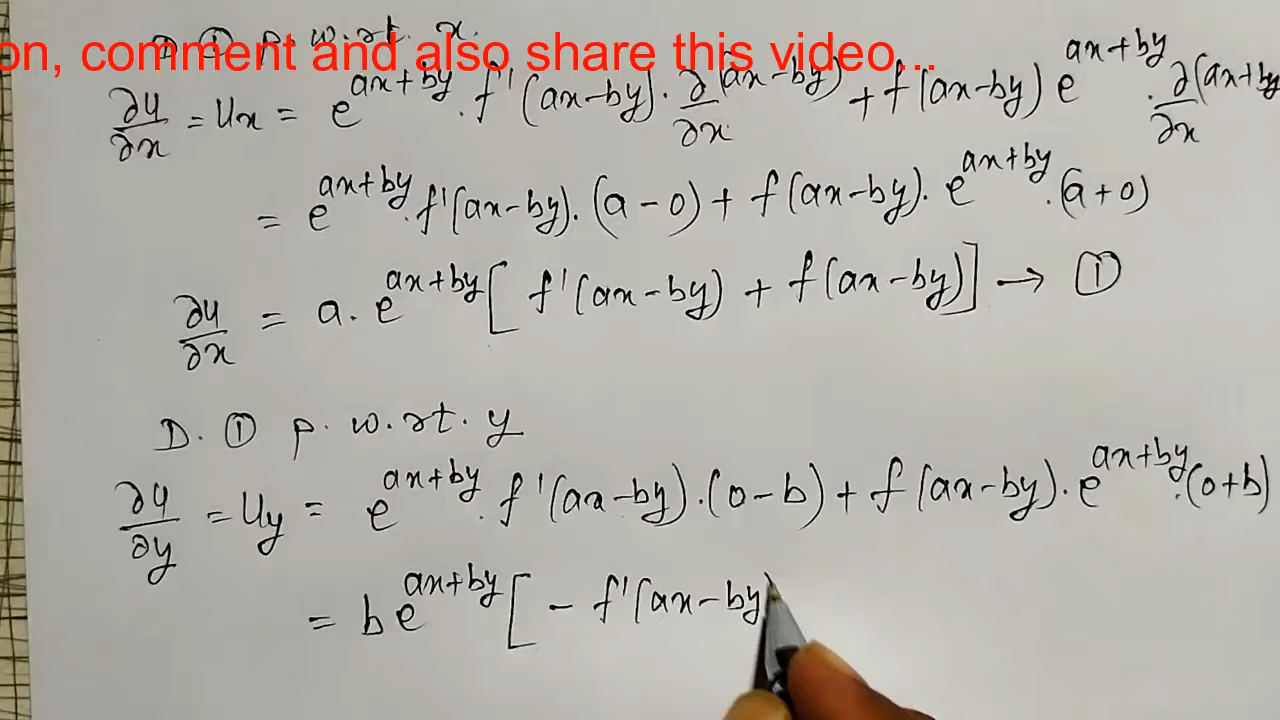 D. ① p. w.r.t. x.
on, comment and also share this video...
∂u/∂x = Ux = e^(ax+by) . f'(ax-by) . ∂/∂x (ax-by) + f(ax-by) e^(ax+by) . ∂/∂x (ax+by
= e^(ax+by) . f'(ax-by) . (a-0) + f(ax-by) . e^(ax+by) . (a+0)
∂u/∂x = a. e^(ax+by) [ f'(ax-by) + f(ax-by) ] → ①
D. ① p. w.r.t. y
∂u/∂y = Uy = e^(ax+by) . f'(ax-by) . (0-b) + f(ax-by) . e^(ax+by) . (0+b)
= b e^(ax+by) [ - f'(ax-by)